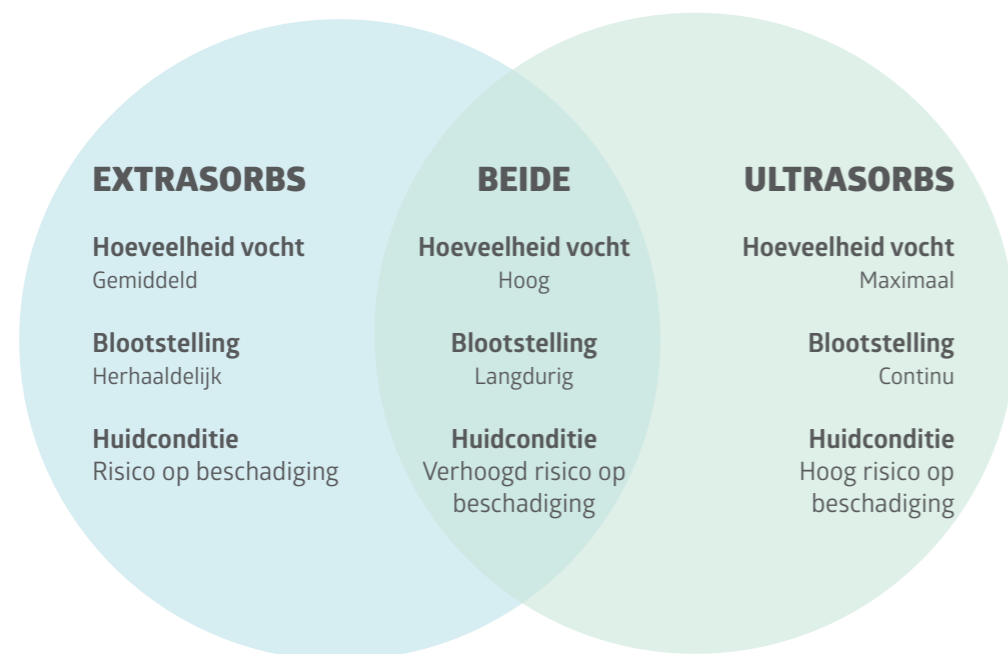 EXTRASORBS
Hoeveelheid vocht
Gemiddeld
Blootstelling
Herhaaldelijk
Huidconditie
Risico op beschadiging
BEIDE
Hoeveelheid vocht
Hoog
Blootstelling
Langdurig
Huidconditie
Verhoogd risico op
beschadiging
ULTRASORBS
Hoeveelheid vocht
Maximaal
Blootstelling
Continu
Huidconditie
Hoog risico op
beschadiging